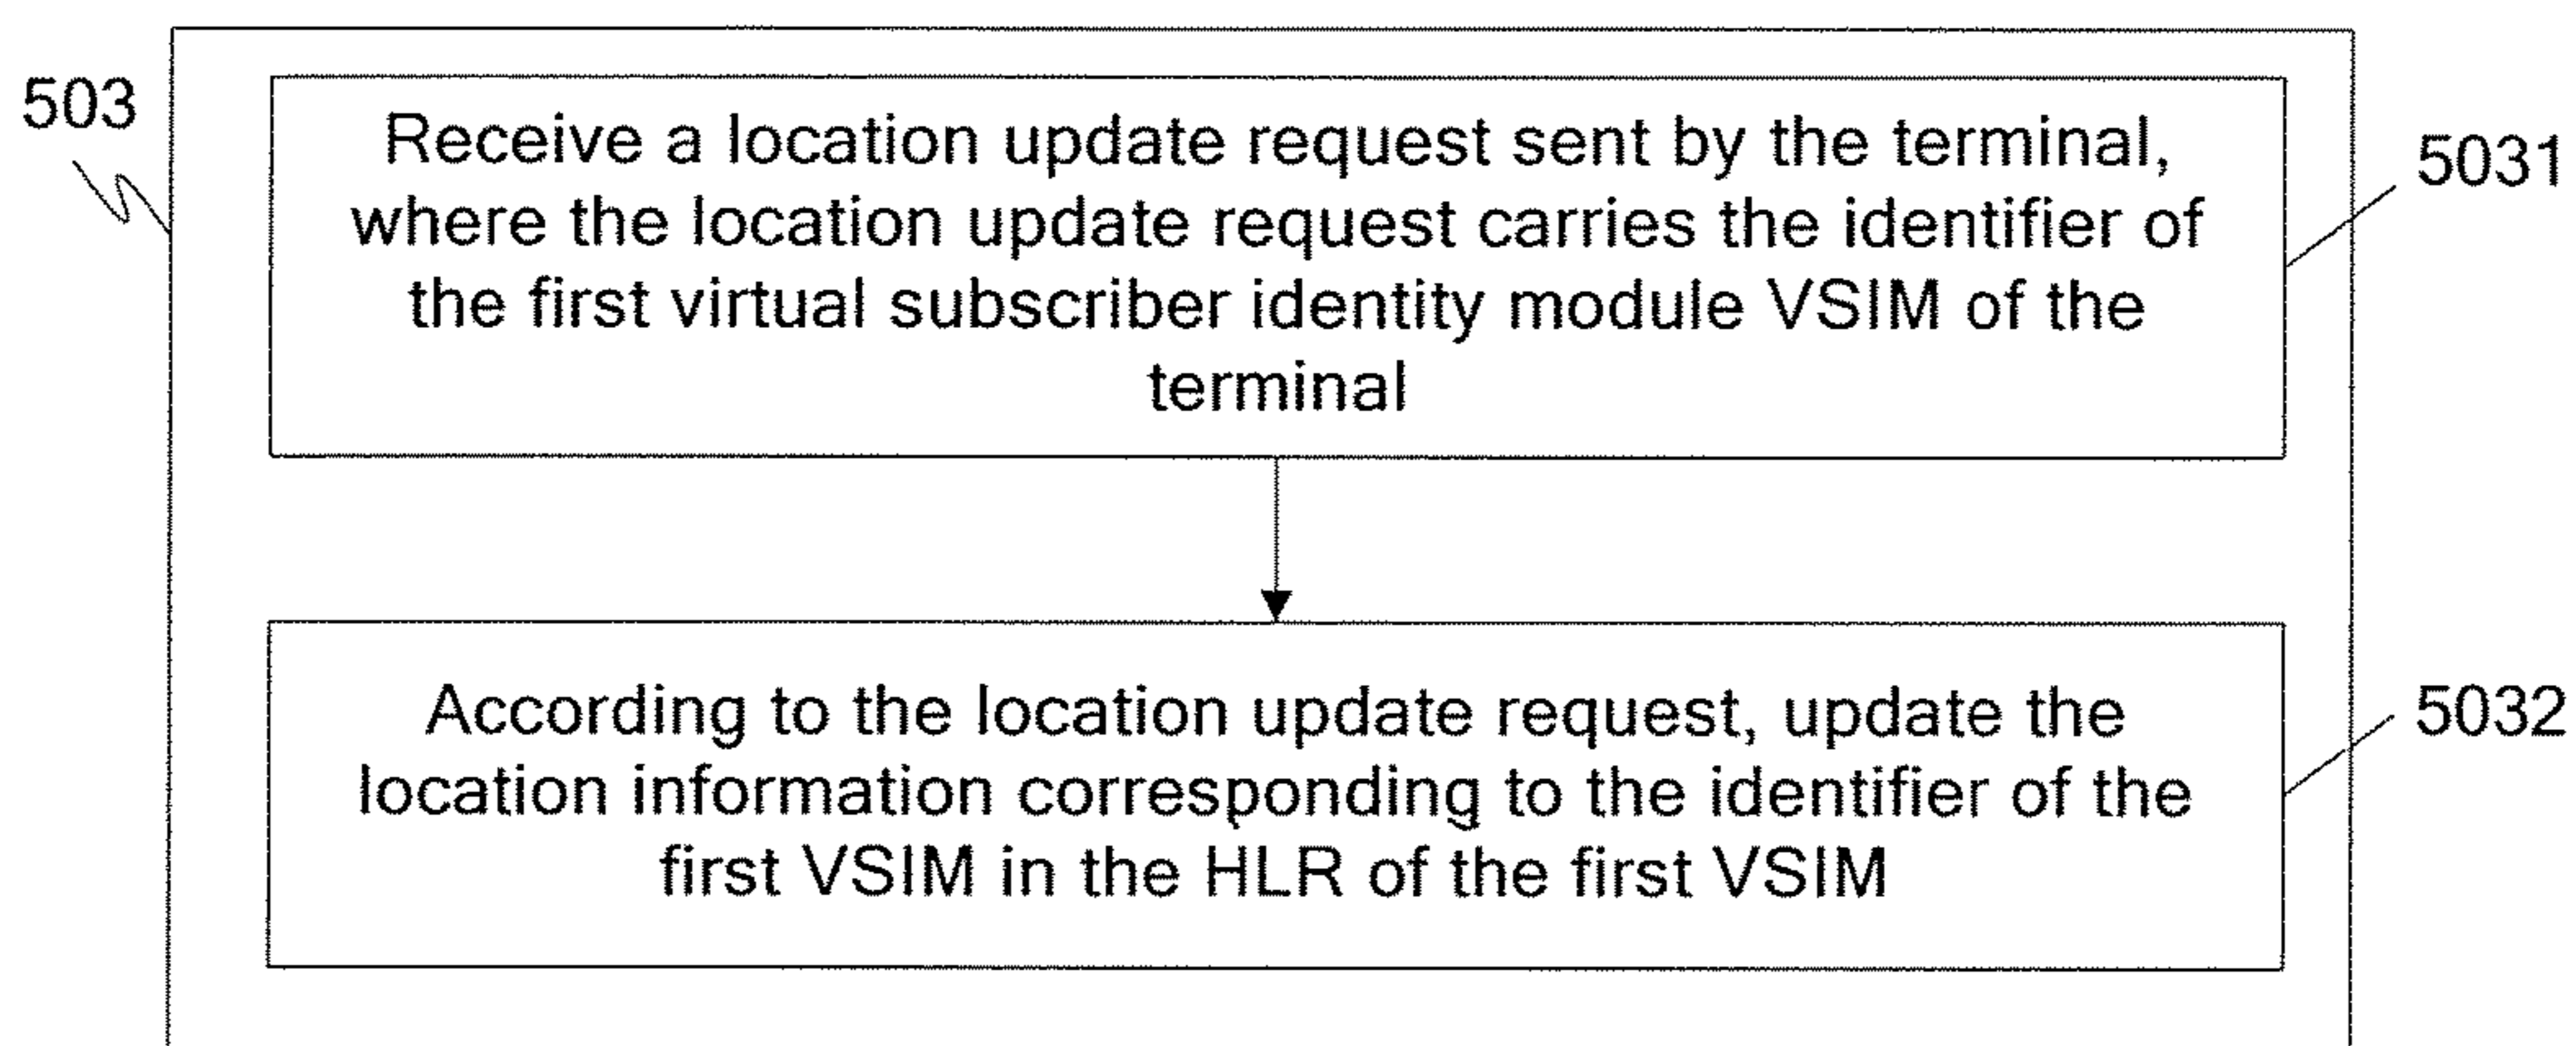 503
Receive a location update request sent by the terminal,
where the location update request carries the identifier of
the first virtual subscriber identity module VSIM of the
terminal
5031
According to the location update request, update the
location information corresponding to the identifier of the
first VSIM in the HLR of the first VSIM
5032